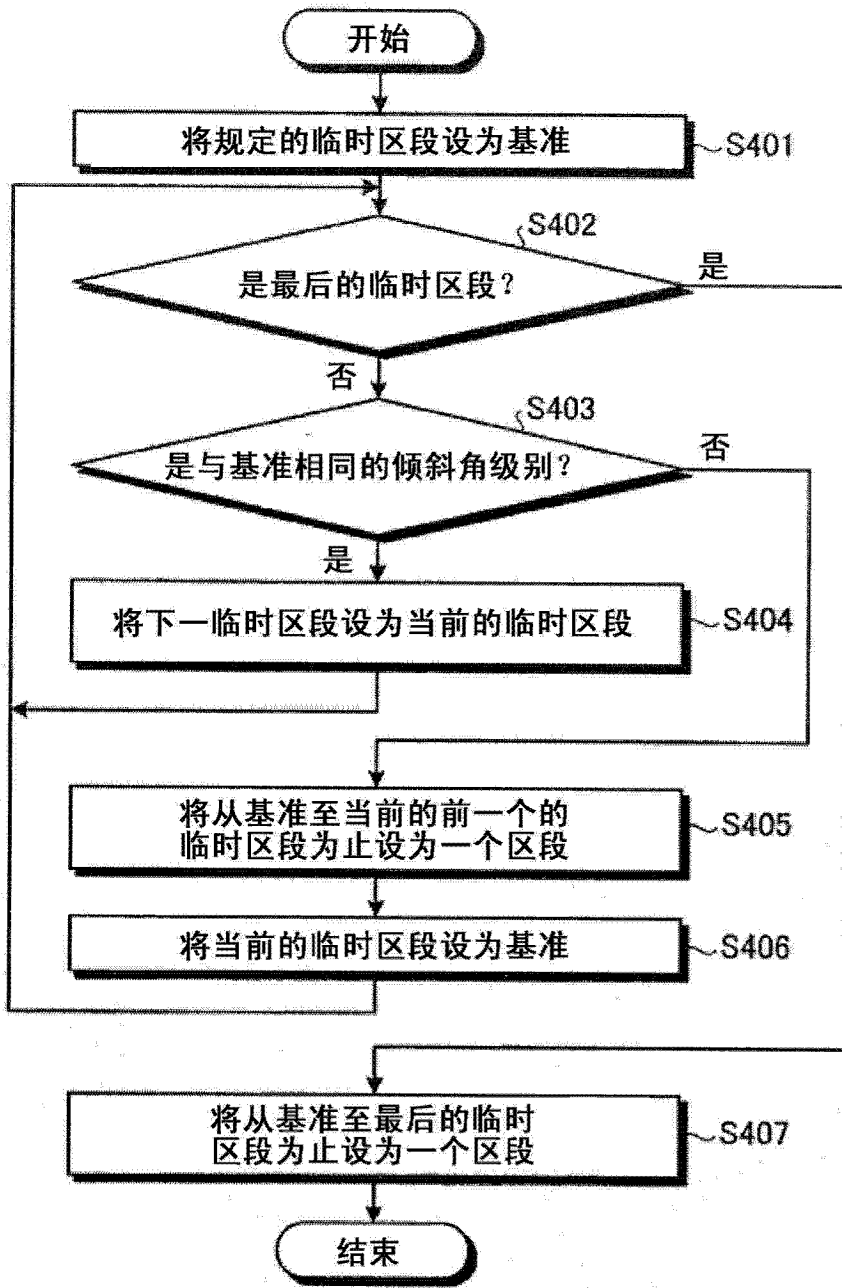 开始
将规定的临时区段设为基准
S401
S402
是最后的临时区段?
是
否
S403
是与基准相同的倾斜角级别?
否
是
将下一临时区段设为当前的临时区段
S404
将从基准至当前的前一个的
临时区段为止设为一个区段
S405
将当前的临时区段设为基准
S406
将从基准至最后的临时
区段为止设为一个区段
S407
结束